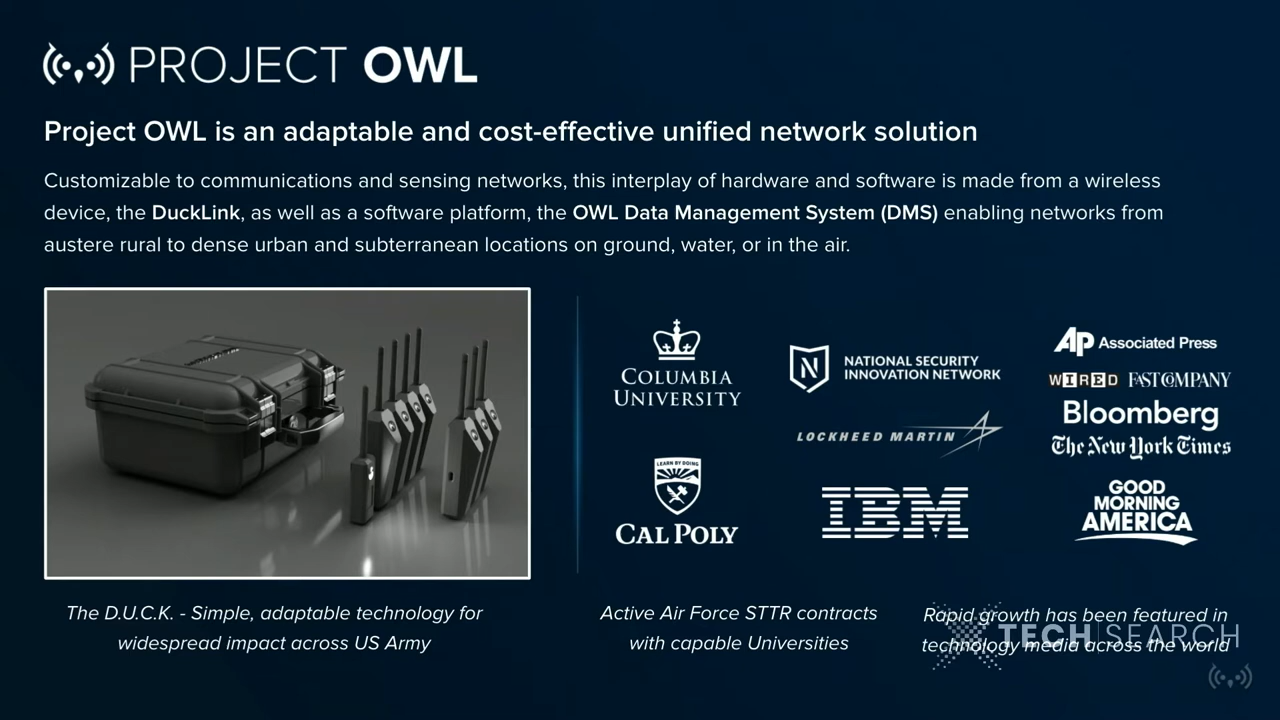 PROJECT OWL
Project OWL is an adaptable and cost-effective unified network solution
Customizable to communications and sensing networks, this interplay of hardware and software is made from a wireless
device, the DuckLink, as well as a software platform, the OWL Data Management System (DMS) enabling networks from
austere rural to dense urban and subterranean locations on ground, water, or in the air.
COLUMBIA
UNIVERSITY
LEARN BY DOING
CAL POLY
N
NATIONAL SECURITY
INNOVATION NETWORK
LOCKHEED MARTIN
IBM
AP Associated Press
WIRED FAST COMPANY
Bloomberg
The New York Times
GOOD
MORNING
AMERICA
The D.U.C.K. - Simple, adaptable technology for
widespread impact across US Army
Active Air Force STTR contracts
with capable Universities
Rapid growth has been featured in
technology media across the world
TECH|SEARCH